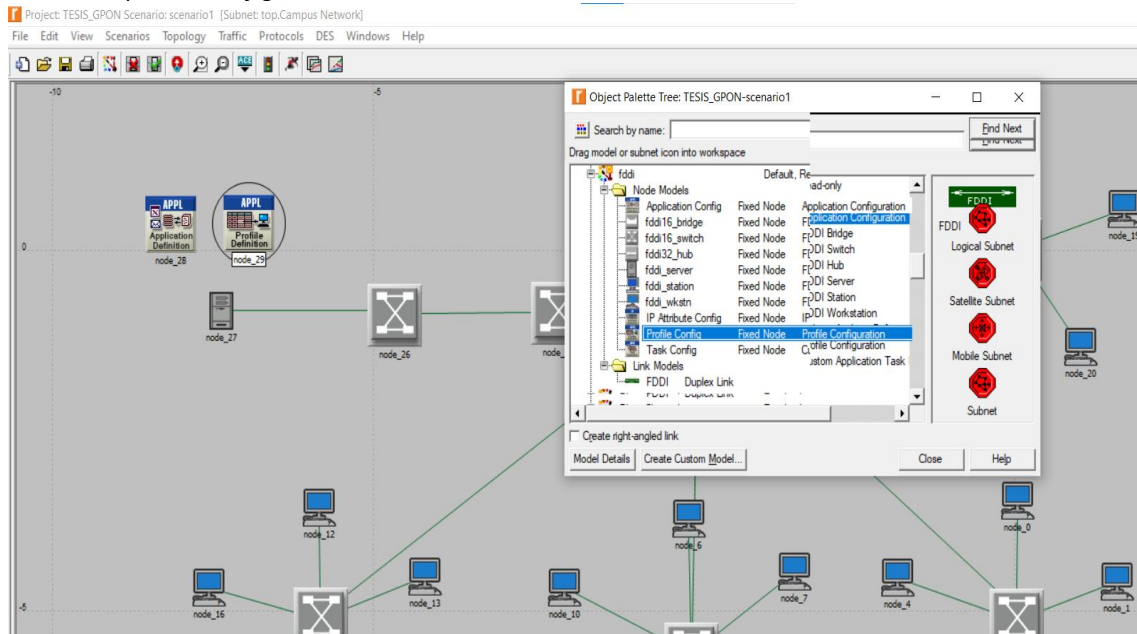 Project: TESIS_GPON Scenario: scenario1 [Subnet: top.Campus Network]
File Edit View Scenarios Topology Traffic Protocols DES Windows Help
-10
-5
0
-5
APPL
Application
Definition
node_28
APPL
Profile
Definition
node_29
node_27
node_26
node_
node_20
node_12
node_13
node_16
node_10
node_6
node_7
node_4
node_0
node_1
Object Palette Tree: TESIS_GPON-scenario1
Search by name:
Find Next
Drag model or subnet icon into workspace
fddi Default, Re ad-only
Node Models
Application Config Fixed Node Application Configuration
fddi16_bridge Fixed Node FDDI Bridge
fddi16_switch Fixed Node FDDI Switch
fddi32_hub Fixed Node FDDI Hub
fddi_server Fixed Node FDDI Server
fddi_station Fixed Node FDDI Station
fddi_wkstn Fixed Node FDDI Workstation
IP Attribute Config Fixed Node IP
Profile Config Fixed Node Profile Configuration
Task Config Fixed Node Custom Application Task
Link Models
FDDI Duplex Link
FDDI
FDDI
Logical Subnet
Satellite Subnet
Mobile Subnet
Subnet
Create right-angled link
Model Details Create Custom Model... Close Help